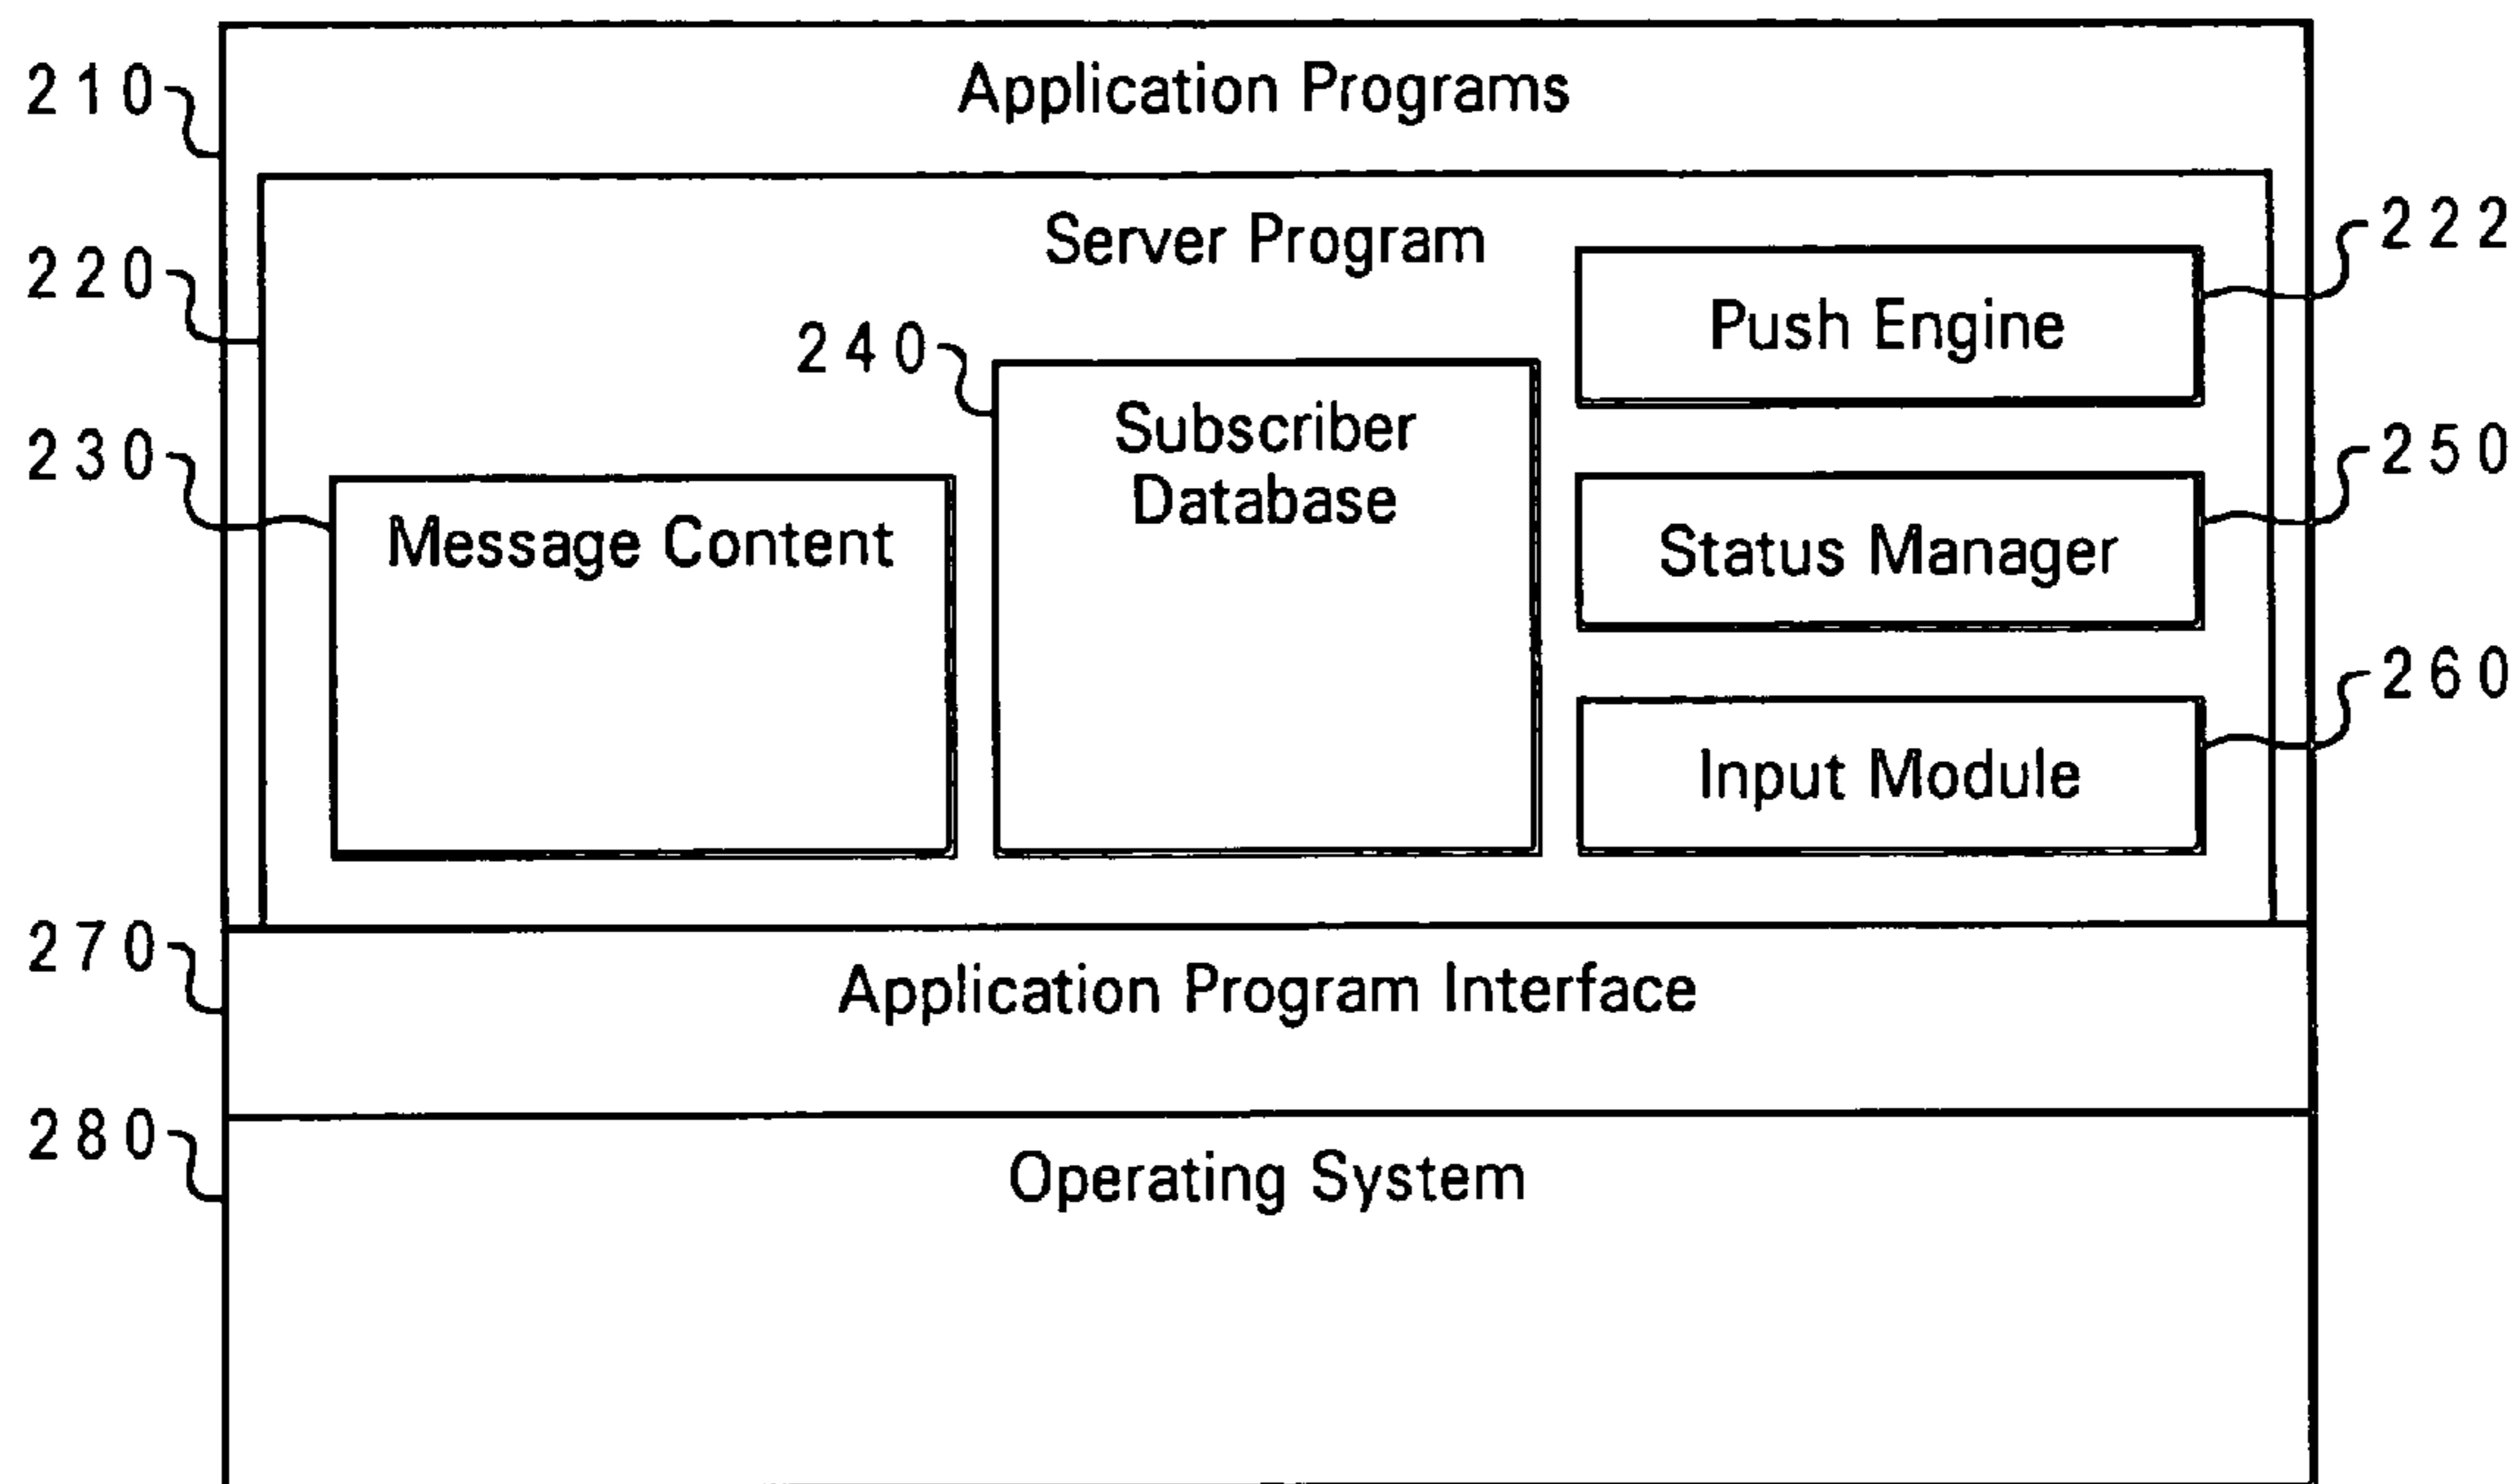 210
Application Programs
220
Server Program
222
Push Engine
240
Subscriber
Database
230
Message Content
250
Status Manager
260
Input Module
270
Application Program Interface
280
Operating System